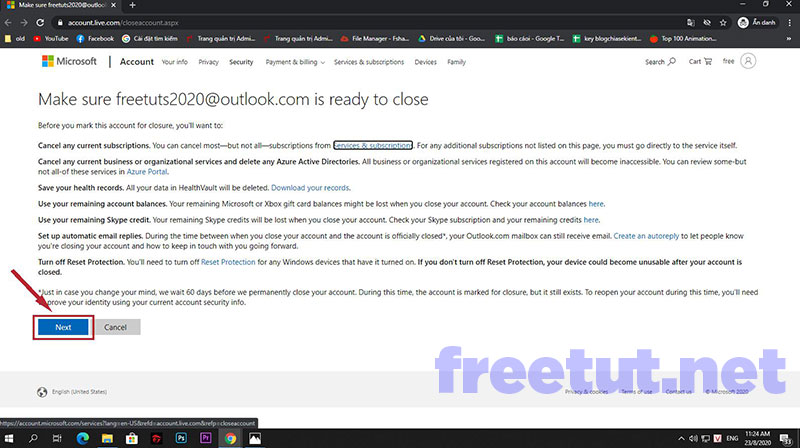 Make sure freetuts2020@outlook.c
account.live.com/closeaccount.aspx
Ẩn danh
old YouTube Facebook Cài đặt tìm kiếm Trang quản trị Admi Trang quản trị Admi File Manager - Fsha... Drive của tôi - Goo... báo cáoi - Google T... key blogchiasekient... Top 100 Animation...
Microsoft Account Your info Privacy Security Payment & billing Services & subscriptions Devices Family Search Cart free
Make sure freetuts2020@outlook.com is ready to close
Before you mark this account for closure, you'll want to:
Cancel any current subscriptions. You can cancel most—but not all—subscriptions from Services & subscriptions. For any additional subscriptions not listed on this page, you must go directly to the service itself.
Cancel any current business or organizational services and delete any Azure Active Directories. All business or organizational services registered on this account will become inaccessible. You can review some-but
not all-of these services in Azure Portal.
Save your health records. All your data in HealthVault will be deleted. Download your records.
Use your remaining account balances. Your remaining Microsoft or Xbox gift card balances might be lost when you close your account. Check your account balances here.
Use your remaining Skype credit. Your remaining Skype credits will be lost when you close your account. Check your Skype subscription and your remaining credits here.
Set up automatic email replies. During the time between when you close your account and the account is officially closed*, your Outlook.com mailbox can still receive email. Create an autoreply to let people know
you're closing your account and how to keep in touch with you going forward.
Turn off Reset Protection. You'll need to turn off Reset Protection for any Windows devices that have it turned on. If you don't turn off Reset Protection, your device could become unusable after your account is
closed.
*Just in case you change your mind, we wait 60 days before we permanently close your account. During this time, the account is marked for closure, but it still exists. To reopen your account during this time, you'll need
prove your identity using your current account security info.
Next Cancel
freetut.net
English (United States) Privacy & cookies Terms of use Contact us © Microsoft 2020
https://account.microsoft.com/services?lang=en-US&refd=account.live.com&refp=closeaccount
11:24 AM
23/8/2020